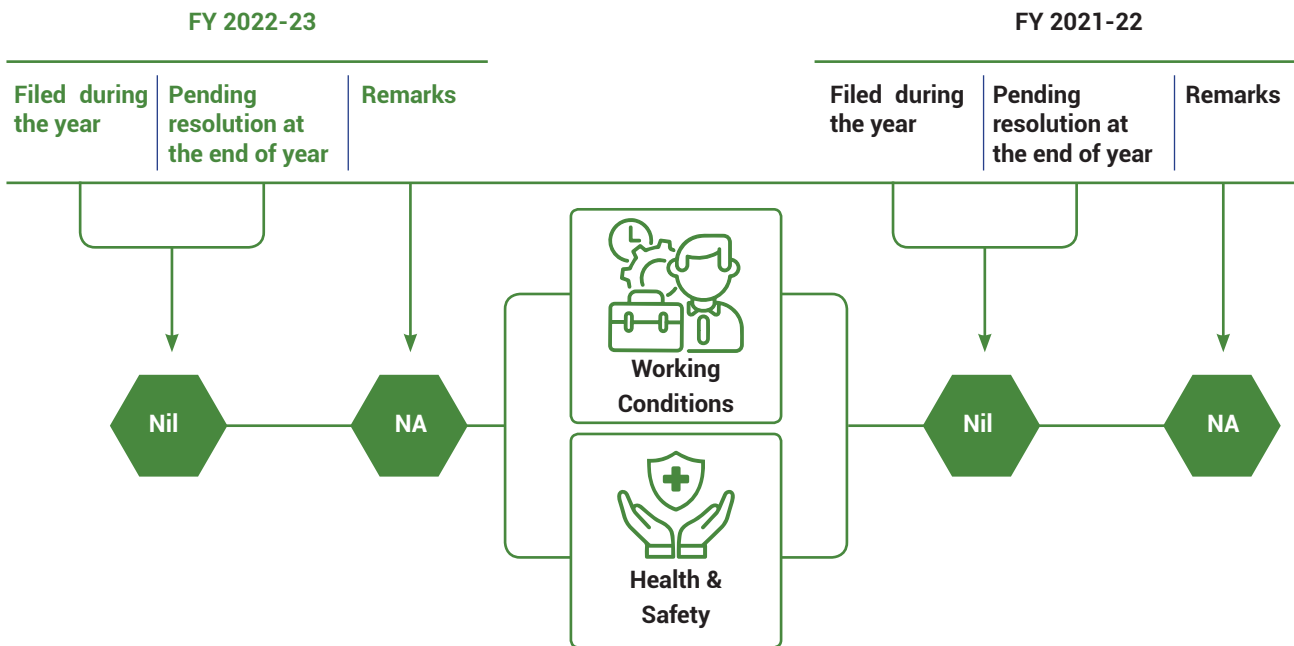 FY 2022-23
FY 2021-22
Filed during
the year
Pending
resolution at
the end of year
Remarks
Filed during
the year
Pending
resolution at
the end of year
Remarks
Working
Conditions
Nil
NA
Nil
NA
Health &
Safety